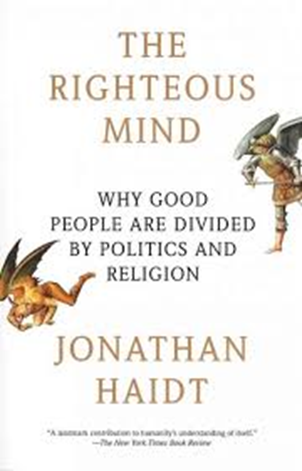 THE
RIGHTEOUS
MIND
WHY GOOD
PEOPLE ARE DIVIDED
BY POLITICS AND
RELIGION
JONATHAN
HAIDT
"A landmark contribution to humanity's understanding of itself."
—The New York Times Book Review